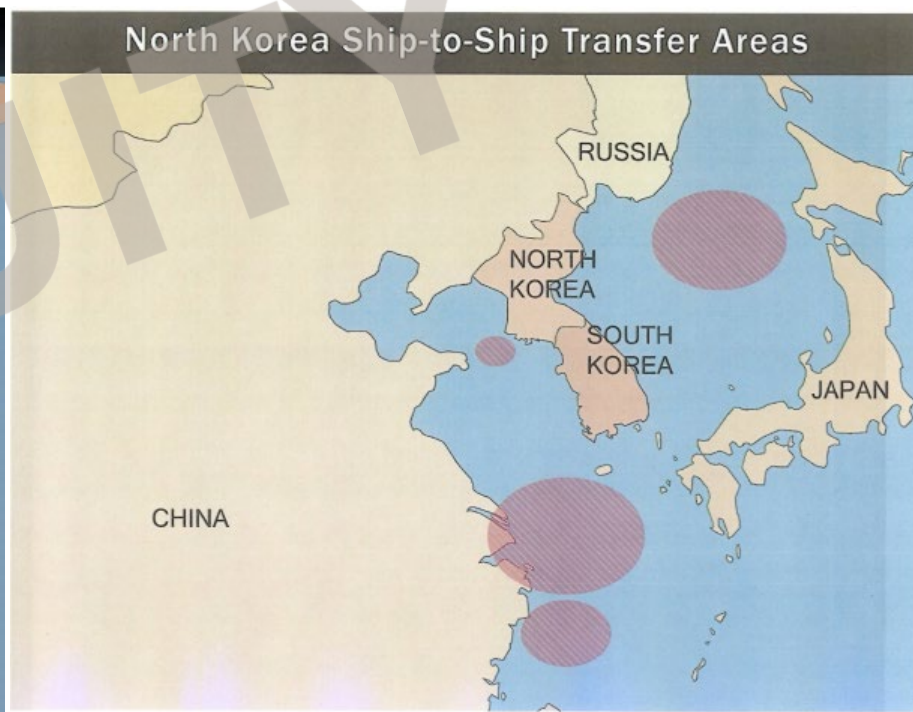 North Korea Ship-to-Ship Transfer Areas
RUSSIA
NORTH
KOREA
SOUTH
KOREA
JAPAN
CHINA